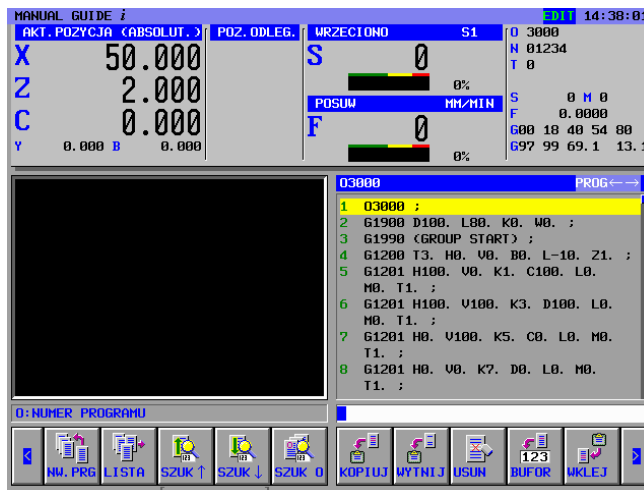 MANUAL GUIDE i EDIT 14:38:01
AKT.POZYCJA (ABSOLUT.) POZ.ODLEG. WRZECIONO S1 O 3000
X 50.000 S 0 N 01234
T 0
Z 2.000 0% S 0 M 0
POSUW MM/MIN F 0.0000
C 0.000 F 0 G00 18 40 54 80
Y 0.000 B 0.000 0% G97 99 69.1 13.1
O3000 PROG←→
1 O3000 ;
2 G1900 D100. L80. K0. W0. ;
3 G1990 (GROUP START) ;
4 G1200 T3. H0. V0. B0. L-10. Z1. ;
5 G1201 H100. V0. K1. C100. L0.
M0. T1. ;
6 G1201 H100. V100. K3. D100. L0.
M0. T1. ;
7 G1201 H0. V100. K5. C0. L0. M0.
T1. ;
8 G1201 H0. V0. K7. D0. L0. M0.
T1. ;
O:NUMER PROGRAMU
< NW.PRG LISTA SZUK↑ SZUK↓ SZUK O KOPIUJ WYTNIJ USUN 123 BUFOR WKLEJ >